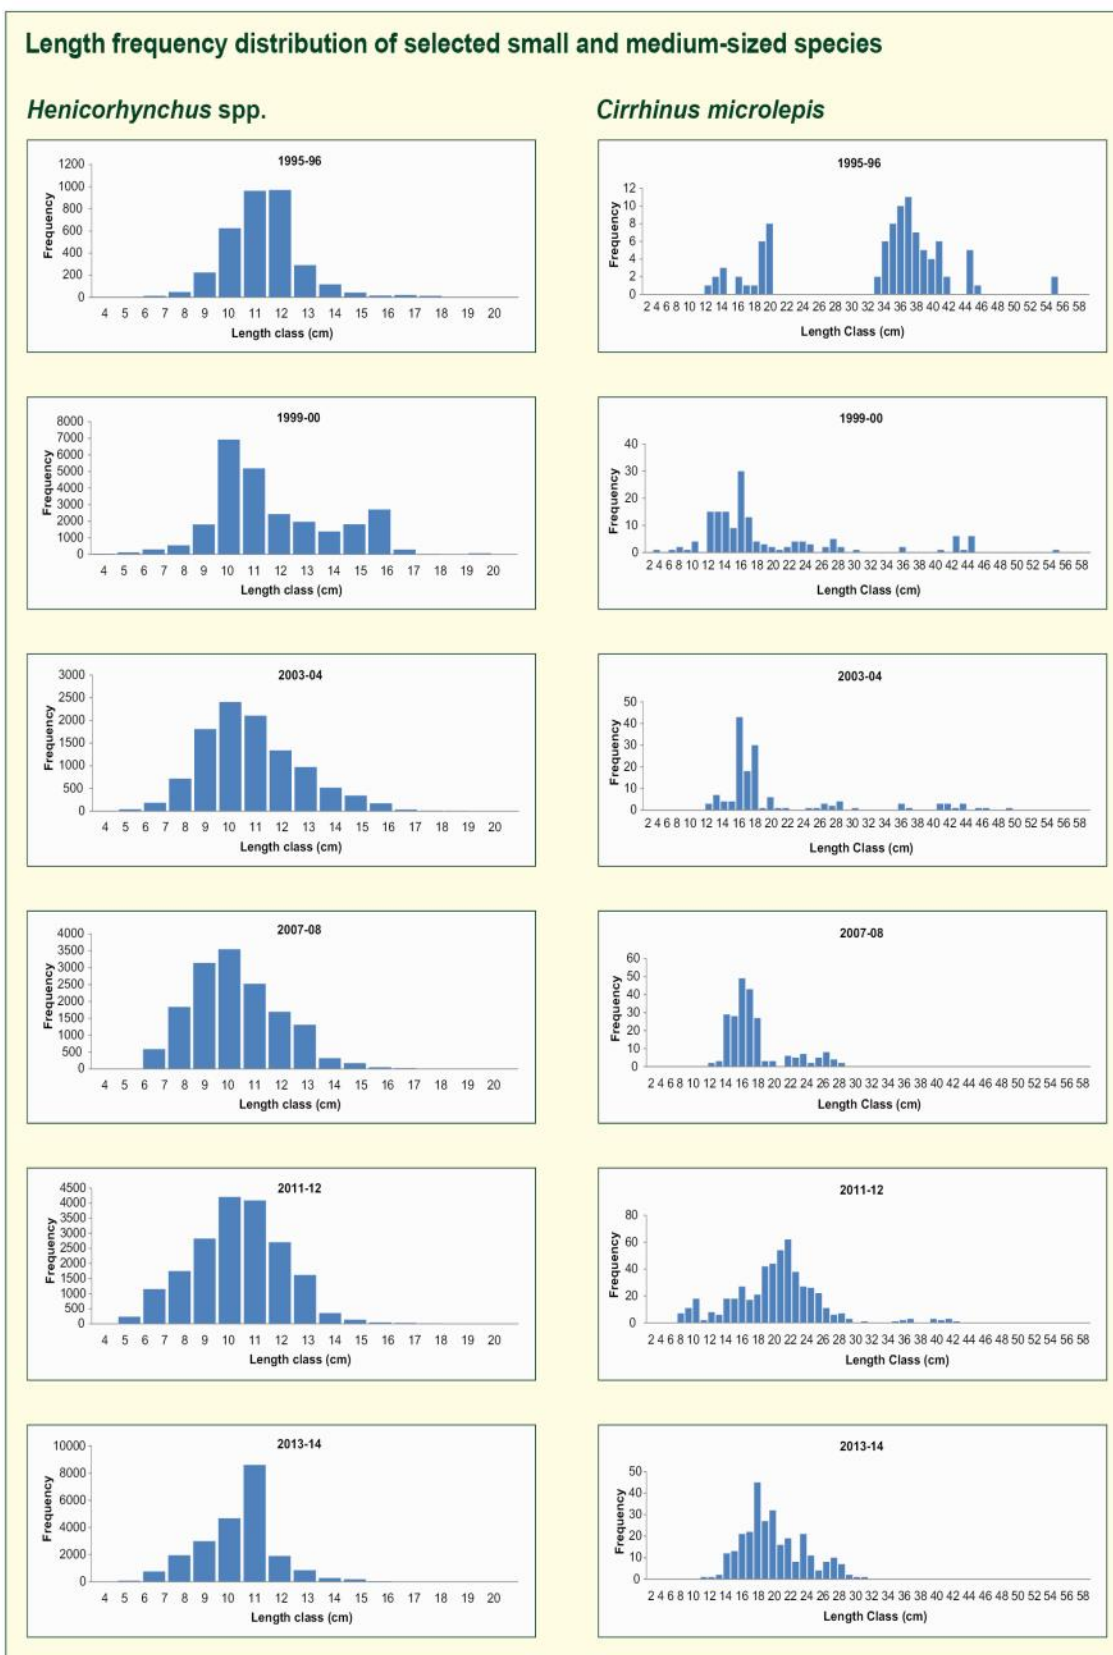 Length frequency distribution of selected small and medium-sized species
Henicorhynchus spp.
1995-96
Frequency
1200
1000
800
600
400
200
0
4 5 6 7 8 9 10 11 12 13 14 15 16 17 18 19 20
Length class (cm)
1999-00
Frequency
8000
7000
6000
5000
4000
3000
2000
1000
0
4 5 6 7 8 9 10 11 12 13 14 15 16 17 18 19 20
Length class (cm)
2003-04
Frequency
3000
2500
2000
1500
1000
500
0
4 5 6 7 8 9 10 11 12 13 14 15 16 17 18 19 20
Length class (cm)
2007-08
Frequency
4000
3500
3000
2500
2000
1500
1000
500
0
4 5 6 7 8 9 10 11 12 13 14 15 16 17 18 19 20
Length class (cm)
2011-12
Frequency
4500
4000
3500
3000
2500
2000
1500
1000
500
0
4 5 6 7 8 9 10 11 12 13 14 15 16 17 18 19 20
Length class (cm)
2013-14
Frequency
10000
8000
6000
4000
2000
0
4 5 6 7 8 9 10 11 12 13 14 15 16 17 18 19 20
Length class (cm)
Cirrhinus microlepis
1995-96
Frequency
12
10
8
6
4
2
0
2 4 6 8 10 12 14 16 18 20 22 24 26 28 30 32 34 36 38 40 42 44 46 48 50 52 54 56 58
Length Class (cm)
1999-00
Frequency
40
30
20
10
0
2 4 6 8 10 12 14 16 18 20 22 24 26 28 30 32 34 36 38 40 42 44 46 48 50 52 54 56 58
Length Class (cm)
2003-04
Frequency
50
40
30
20
10
0
2 4 6 8 10 12 14 16 18 20 22 24 26 28 30 32 34 36 38 40 42 44 46 48 50 52 54 56 58
Length Class (cm)
2007-08
Frequency
60
50
40
30
20
10
0
2 4 6 8 10 12 14 16 18 20 22 24 26 28 30 32 34 36 38 40 42 44 46 48 50 52 54 56 58
Length Class (cm)
2011-12
Frequency
80
60
40
20
0
2 4 6 8 10 12 14 16 18 20 22 24 26 28 30 32 34 36 38 40 42 44 46 48 50 52 54 56 58
Length Class (cm)
2013-14
Frequency
50
40
30
20
10
0
2 4 6 8 10 12 14 16 18 20 22 24 26 28 30 32 34 36 38 40 42 44 46 48 50 52 54 56 58
Length Class (cm)